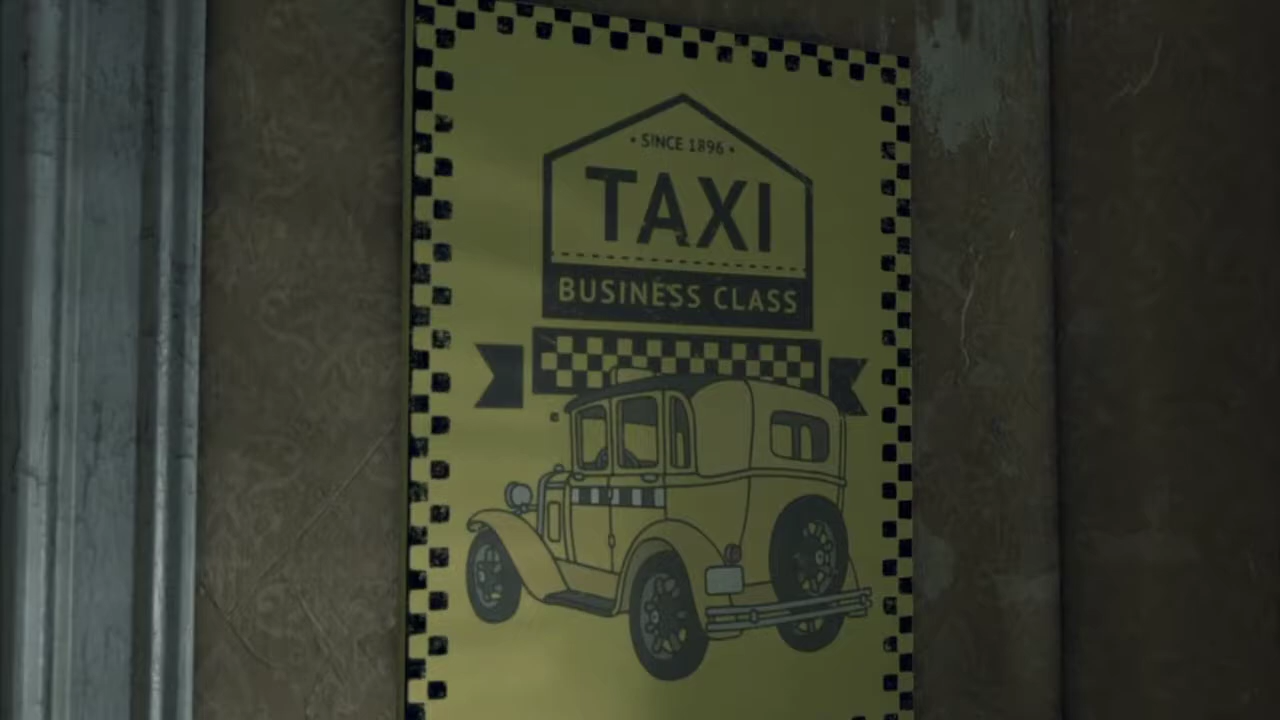 • SINCE 1896 •
TAXI
BUSINESS CLASS